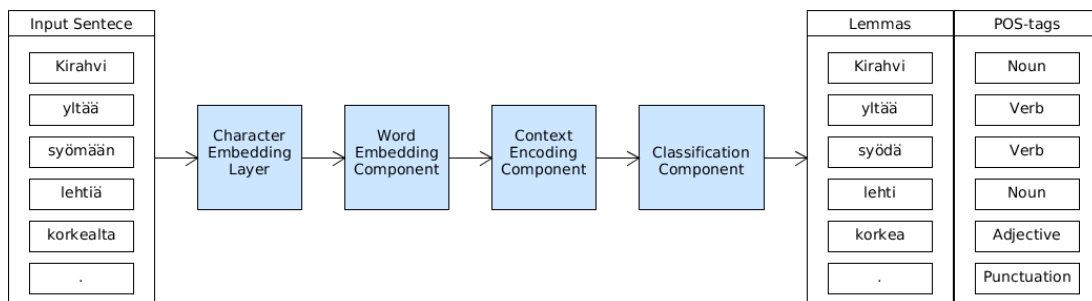 Input Sentece
Kirahvi
yltää
syömään
lehtiä
korkealta
.
Character
Embedding
Layer
Word
Embedding
Component
Context
Encoding
Component
Classification
Component
Lemmas
Kirahvi
yltää
syödä
lehti
korkea
.
POS-tags
Noun
Verb
Verb
Noun
Adjective
Punctuation